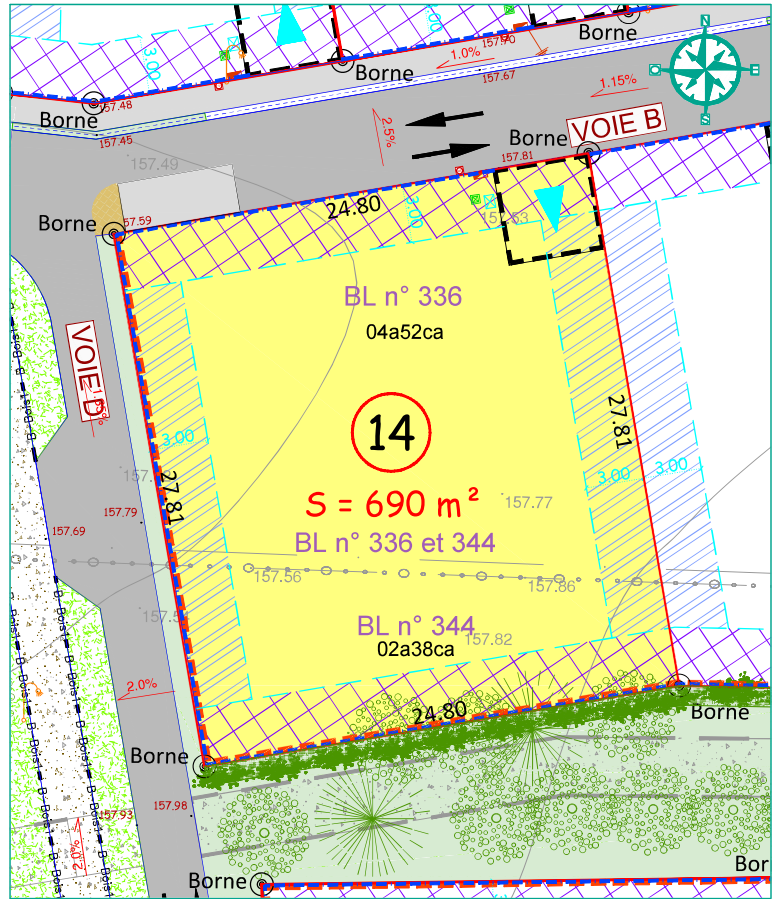 3.00
3.00
N
O
E
S
Borne
157.70
1.0%
Borne
157.67
157.48
Borne
157.45
1.15%
2.5%
VOIE B
Borne
157.81
157.49
Borne
24.80
3.00
BL n° 336
04a52ca
VOIE D
14
27.81
27.81
3.00
3.00
3.00
S = 690 m²
157.77
157.79
BL n° 336 et 344
157.69
157.56
157.86
BL n° 344
157.82
02a38ca
2.0%
24.80
Borne
Borne
157.98
157.93
2.0%
Borne
Bor